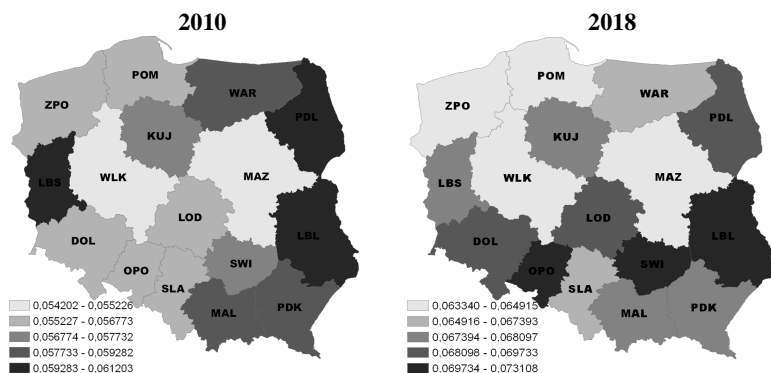 2010
POM
ZPO
WAR
PDL
KUJ
LBS
WLK
MAZ
LOD
DOL
LBL
OPO
SWI
SLA
MAL
PDK
0,054202 - 0,055226
0,055227 - 0,056773
0,056774 - 0,057732
0,057733 - 0,059282
0,059283 - 0,061203
2018
POM
ZPO
WAR
PDL
KUJ
LBS
WLK
MAZ
LOD
DOL
LBL
OPO
SWI
SLA
MAL
PDK
0,063340 - 0,064915
0,064916 - 0,067393
0,067394 - 0,068097
0,068098 - 0,069733
0,069734 - 0,073108